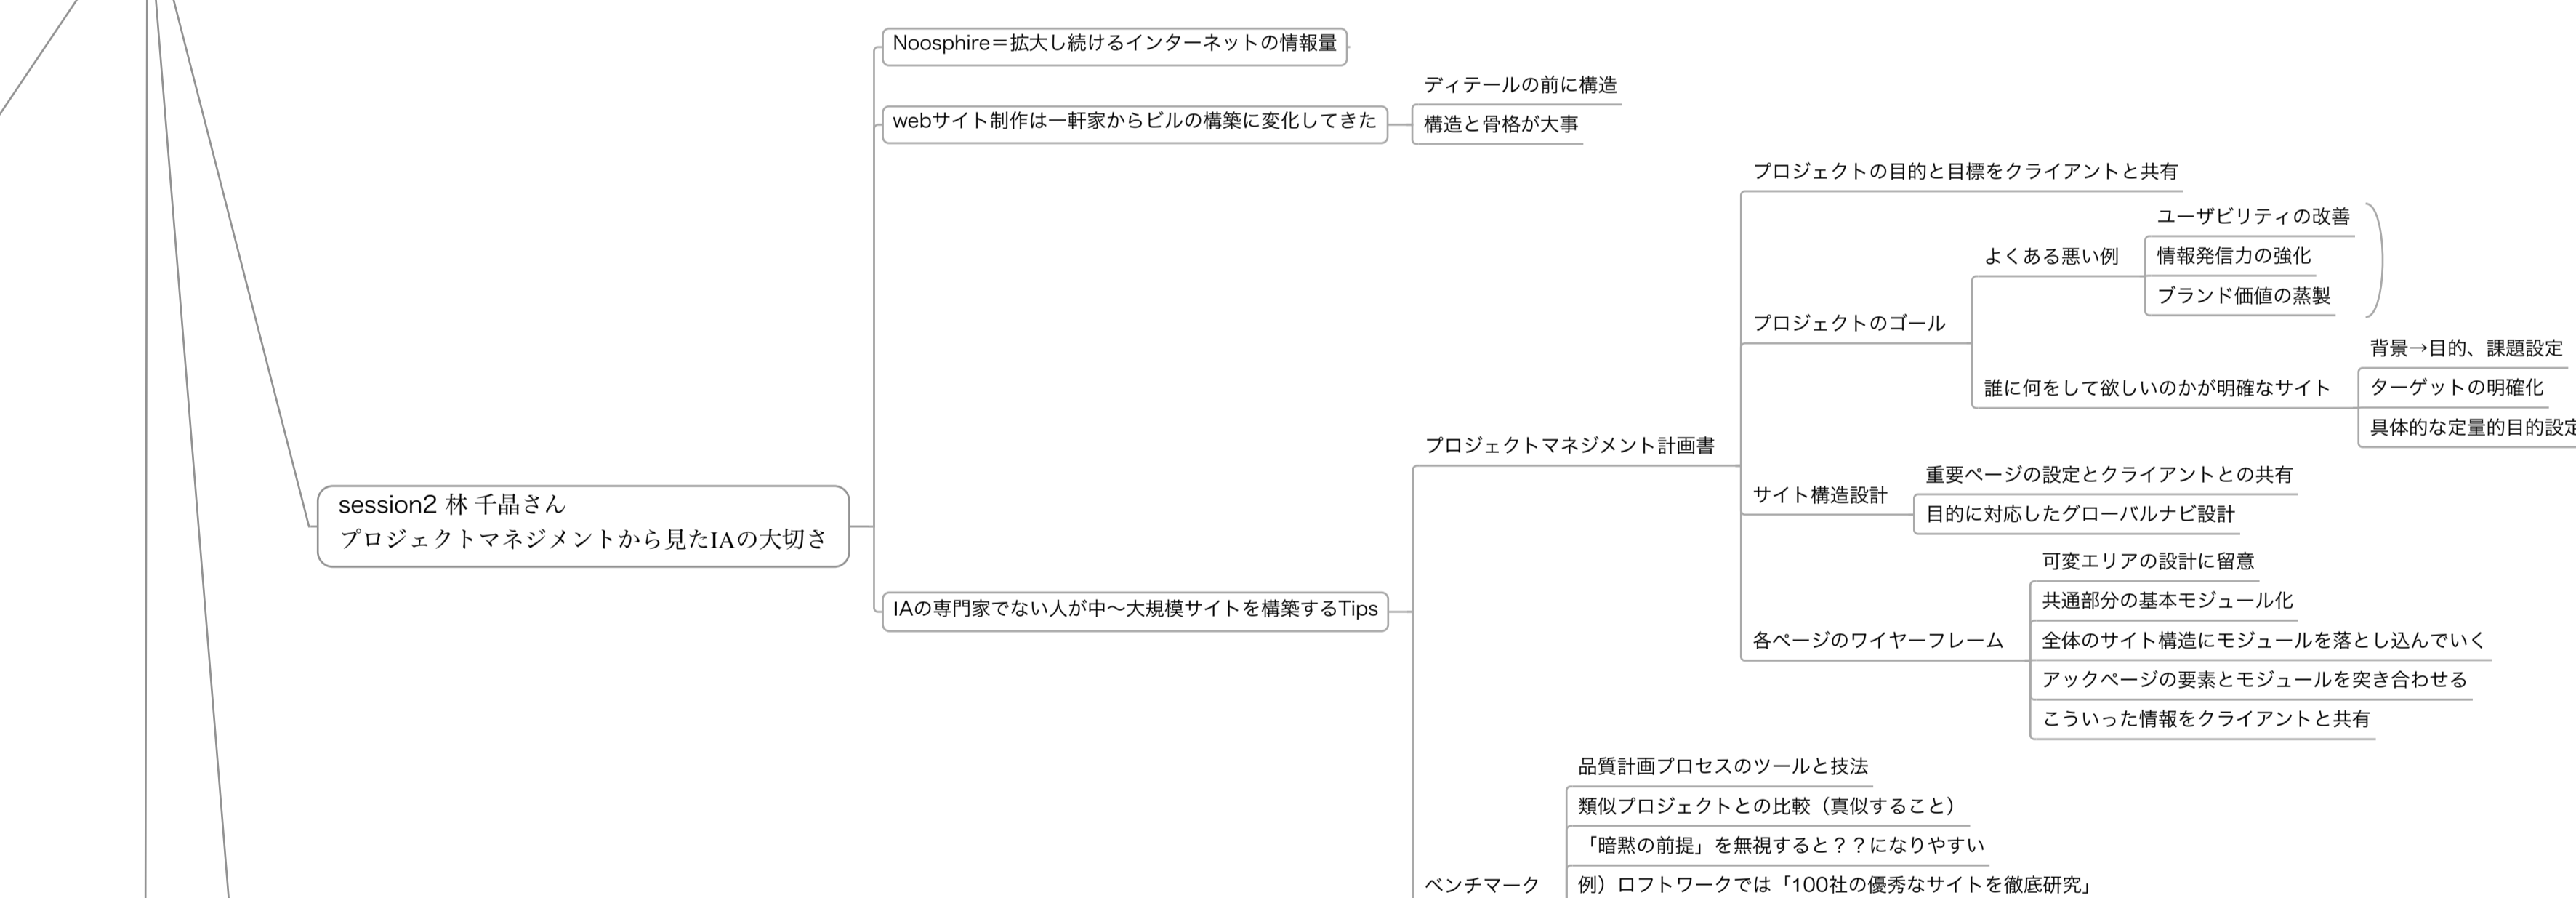 session2 林 千晶さん
プロジェクトマネジメントから見たIAの大切さ
Noosphire＝拡大し続けるインターネットの情報量
webサイト制作は一軒家からビルの構築に変化してきた
ディテールの前に構造
構造と骨格が大事
IAの専門家でない人が中〜大規模サイトを構築するTips
プロジェクトマネジメント計画書
プロジェクトの目的と目標をクライアントと共有
プロジェクトのゴール
よくある悪い例
ユーザビリティの改善
情報発信力の強化
ブランド価値の蒸製
誰に何をして欲しいのかが明確なサイト
背景→目的、課題設定
ターゲットの明確化
具体的な定量的目的設定
サイト構造設計
重要ページの設定とクライアントとの共有
目的に対応したグローバルナビ設計
各ページのワイヤーフレーム
可変エリアの設計に留意
共通部分の基本モジュール化
全体のサイト構造にモジュールを落とし込んでいく
アックページの要素とモジュールを突き合わせる
こういった情報をクライアントと共有
ベンチマーク
品質計画プロセスのツールと技法
類似プロジェクトとの比較（真似すること）
「暗黙の前提」を無視すると？？になりやすい
例）ロフトワークでは「100社の優秀なサイトを徹底研究」